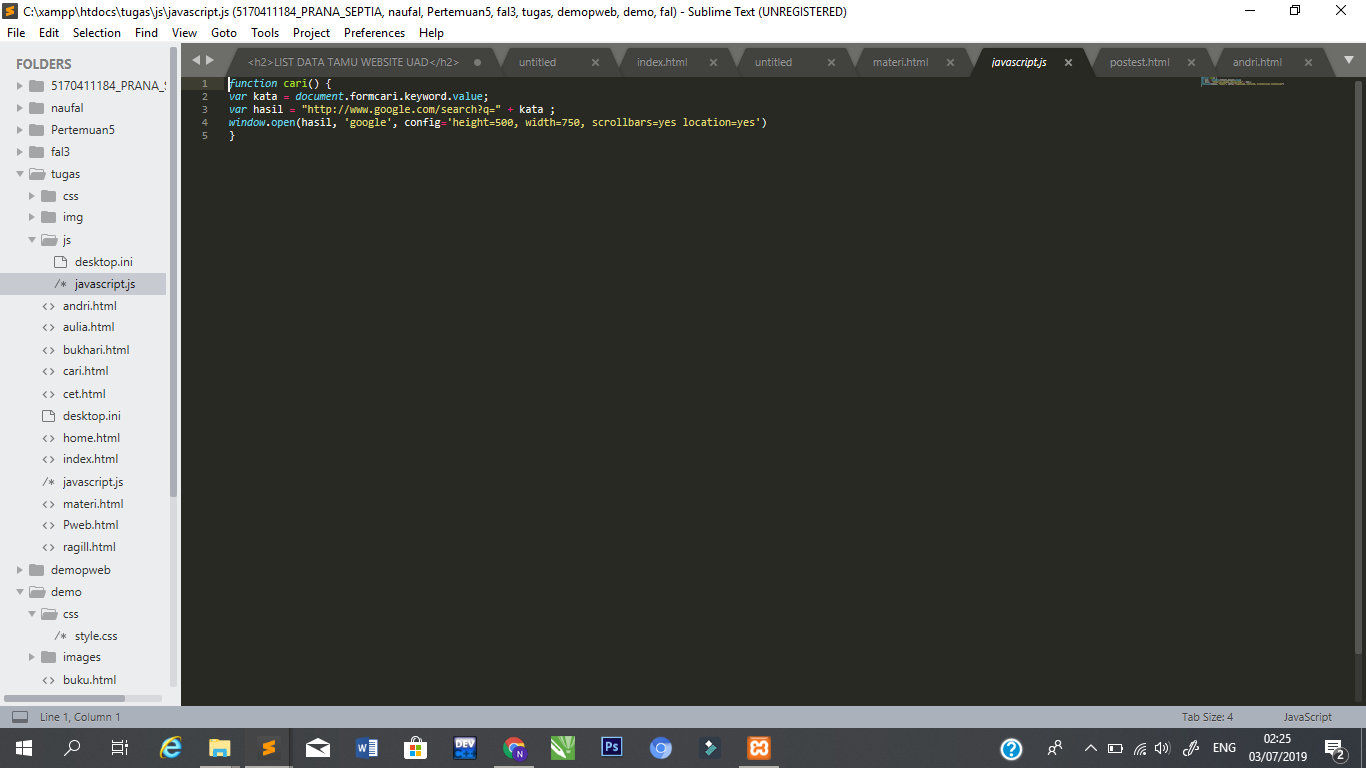 C:\xampp\htdocs\tugas\js\javascript.js (5170411184_PRANA_SEPTIA, naufal, Pertemuan5, fal3, tugas, demopweb, demo, fal) - Sublime Text (UNREGISTERED)
File Edit Selection Find View Goto Tools Project Preferences Help
FOLDERS
5170411184_PRANA_
naufal
Pertemuan5
fal3
tugas
css
img
js
desktop.ini
/* javascript.js
<> andri.html
<> aulia.html
<> bukhari.html
<> cari.html
<> cet.html
desktop.ini
<> home.html
<> index.html
/* javascript.js
<> materi.html
<> Pweb.html
<> ragill.html
demopweb
demo
css
/* style.css
images
<> buku.html
<h2>LIST DATA TAMU WEBSITE UAD</h2> untitled index.html untitled materi.html javascript.js postest.html andri.html
1 function cari() {
2 var kata = document.formcari.keyword.value;
3 var hasil = "http://www.google.com/search?q=" + kata ;
4 window.open(hasil, 'google', config='height=500, width=750, scrollbars=yes location=yes')
5 }
Line 1, Column 1 Tab Size: 4 JavaScript
DEV
Ps
N
ENG
02:25
03/07/2019
2